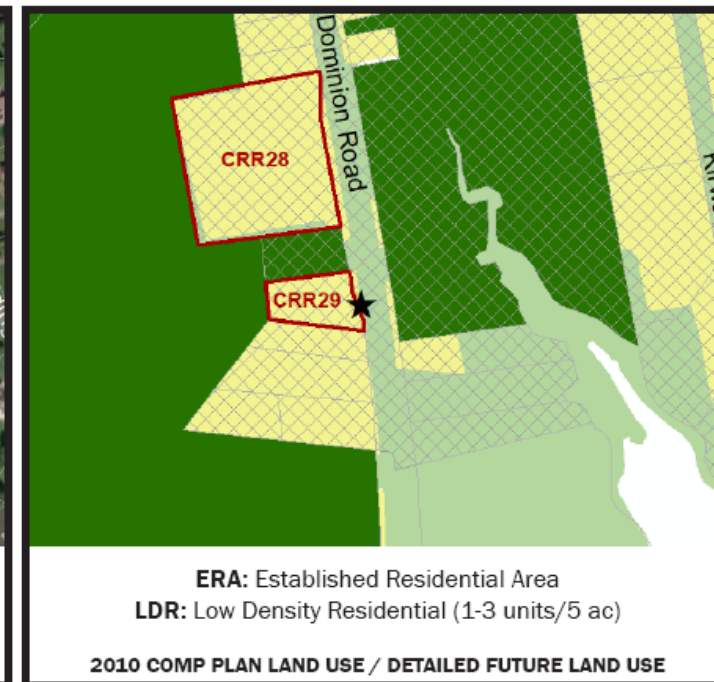 Dominion Road
CRR28
CRR29
ERA: Established Residential Area
LDR: Low Density Residential (1-3 units/5 ac)
2010 COMP PLAN LAND USE / DETAILED FUTURE LAND USE